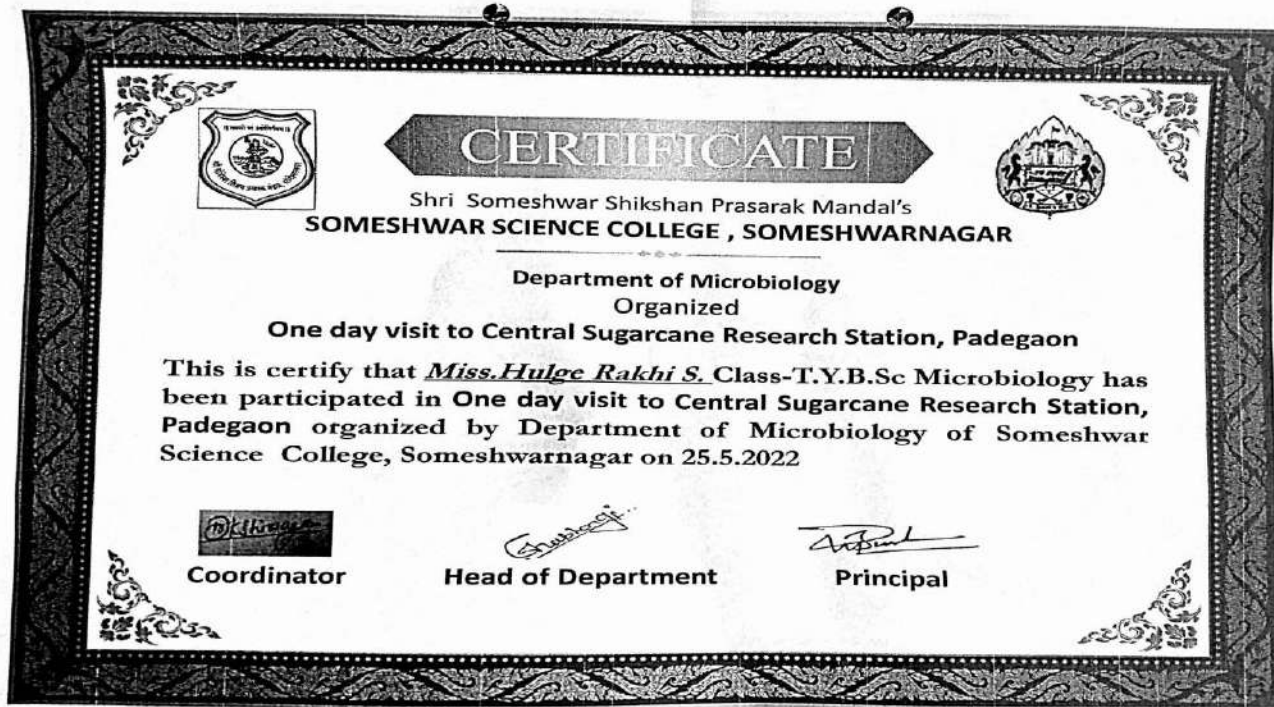 CERTIFICATE
Shri Someshwar Shikshan Prasarak Mandal's
SOMESHWAR SCIENCE COLLEGE , SOMESHWARNAGAR
Department of Microbiology
Organized
One day visit to Central Sugarcane Research Station, Padegaon
This is certify that Miss.Hulge Rakhi S. Class-T.Y.B.Sc Microbiology has
been participated in One day visit to Central Sugarcane Research Station,
Padegaon organized by Department of Microbiology of Someshwar
Science College, Someshwarnagar on 25.5.2022
Coordinator
Head of Department
Principal